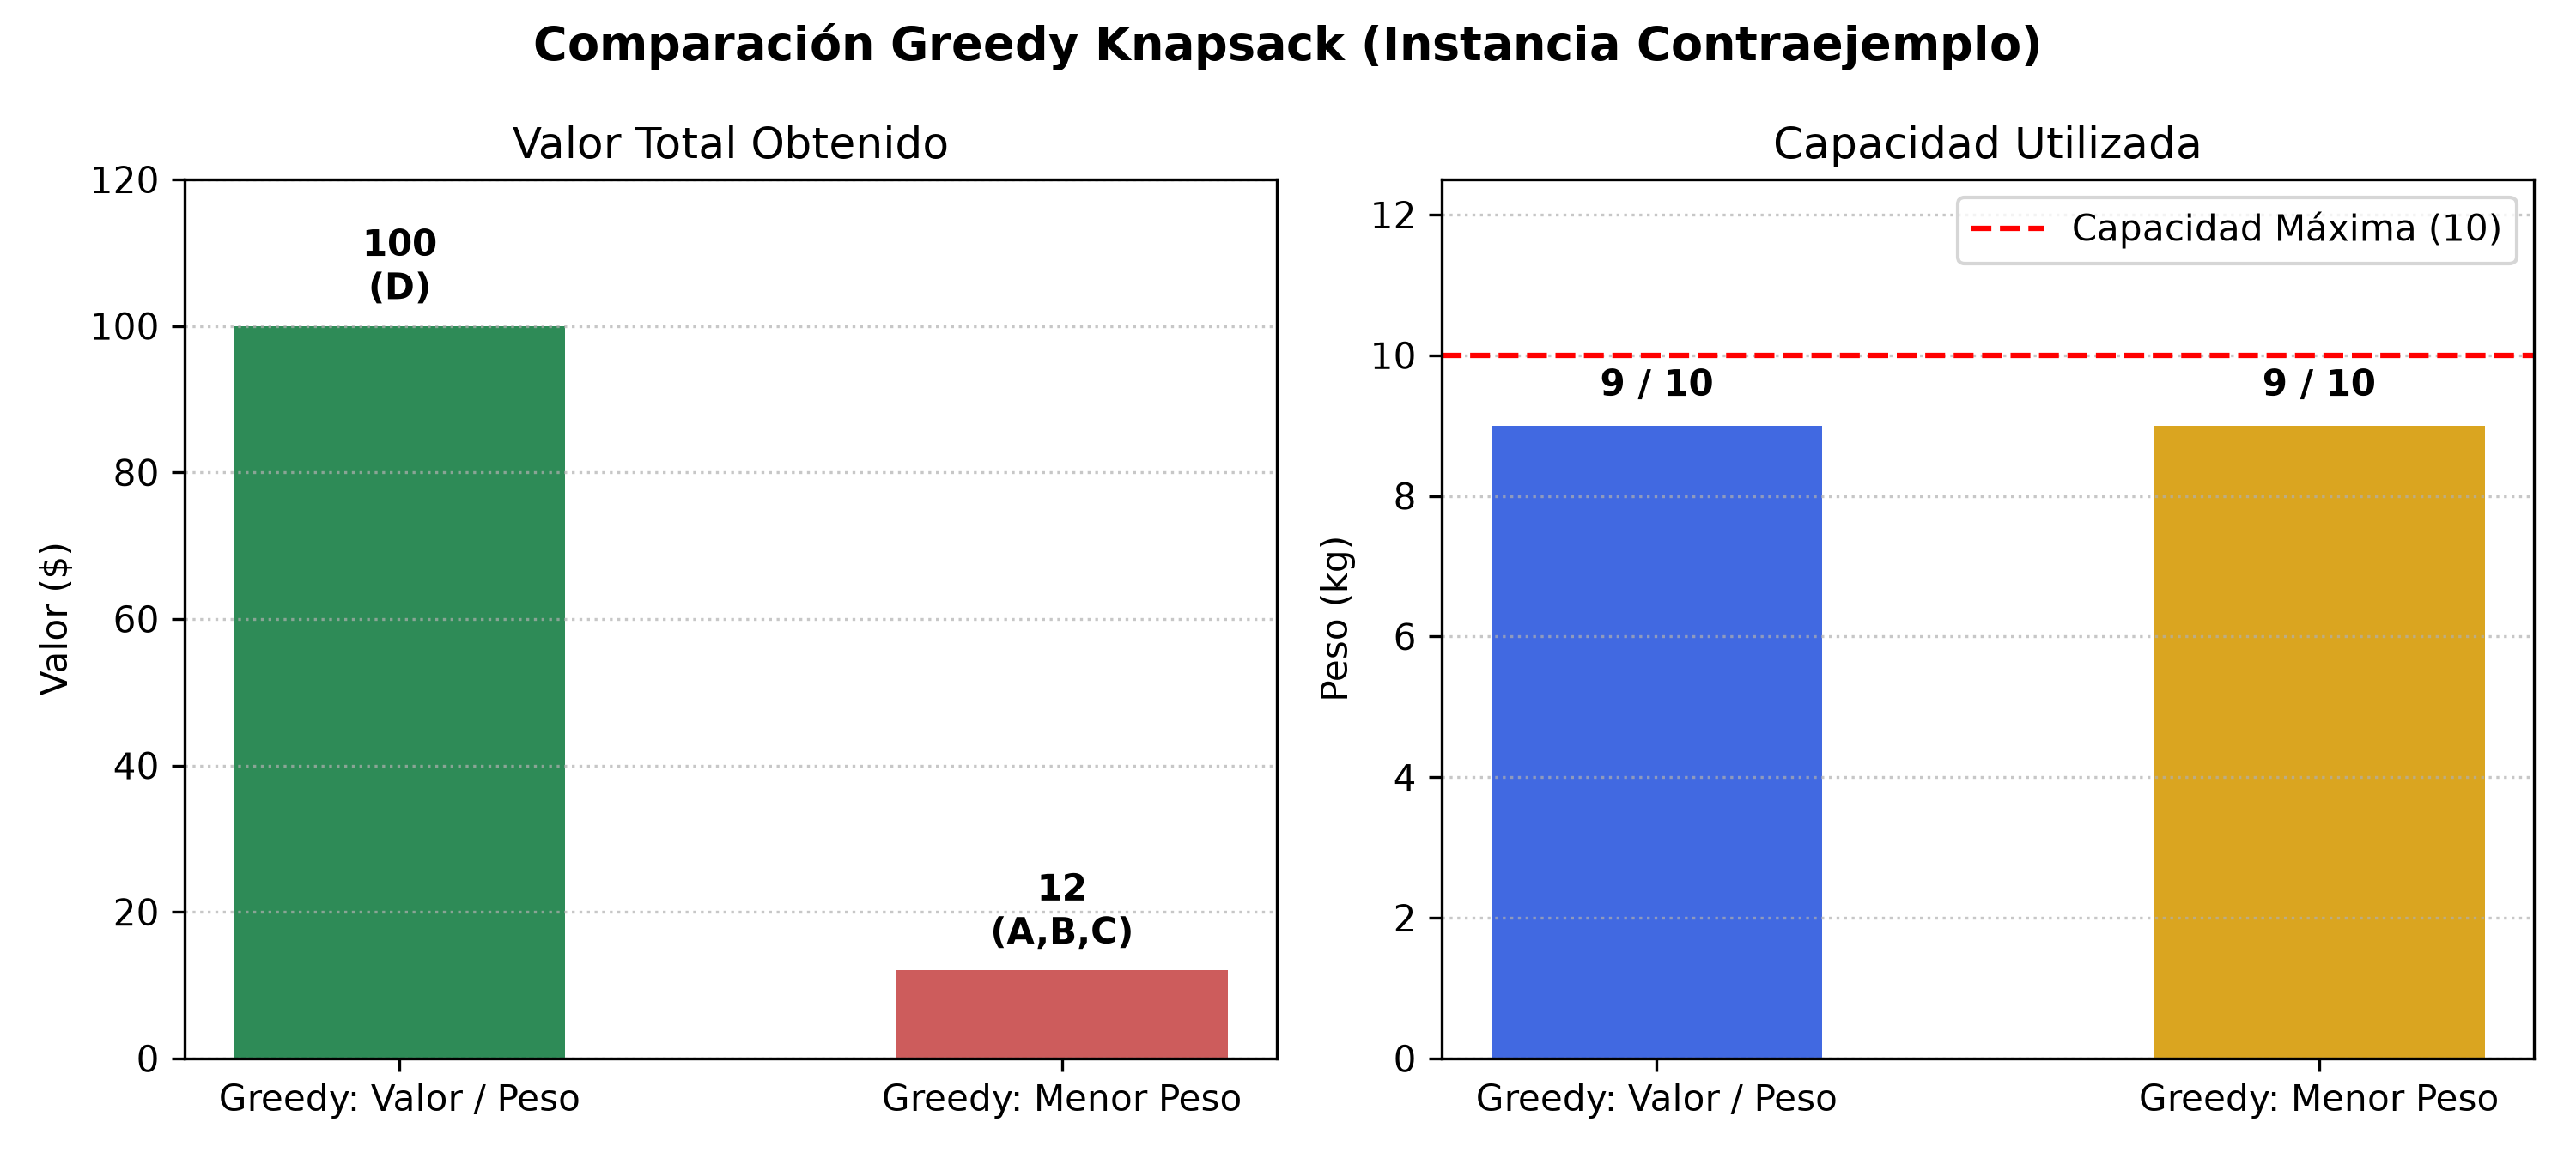 Comparación Greedy Knapsack (Instancia Contraejemplo)
Valor Total Obtenido
Valor ($)
120
100
80
60
40
20
0
100
(D)
12
(A,B,C)
Greedy: Valor / Peso
Greedy: Menor Peso
Capacidad Utilizada
Peso (kg)
12
10
8
6
4
2
0
Capacidad Máxima (10)
9 / 10
9 / 10
Greedy: Valor / Peso
Greedy: Menor Peso